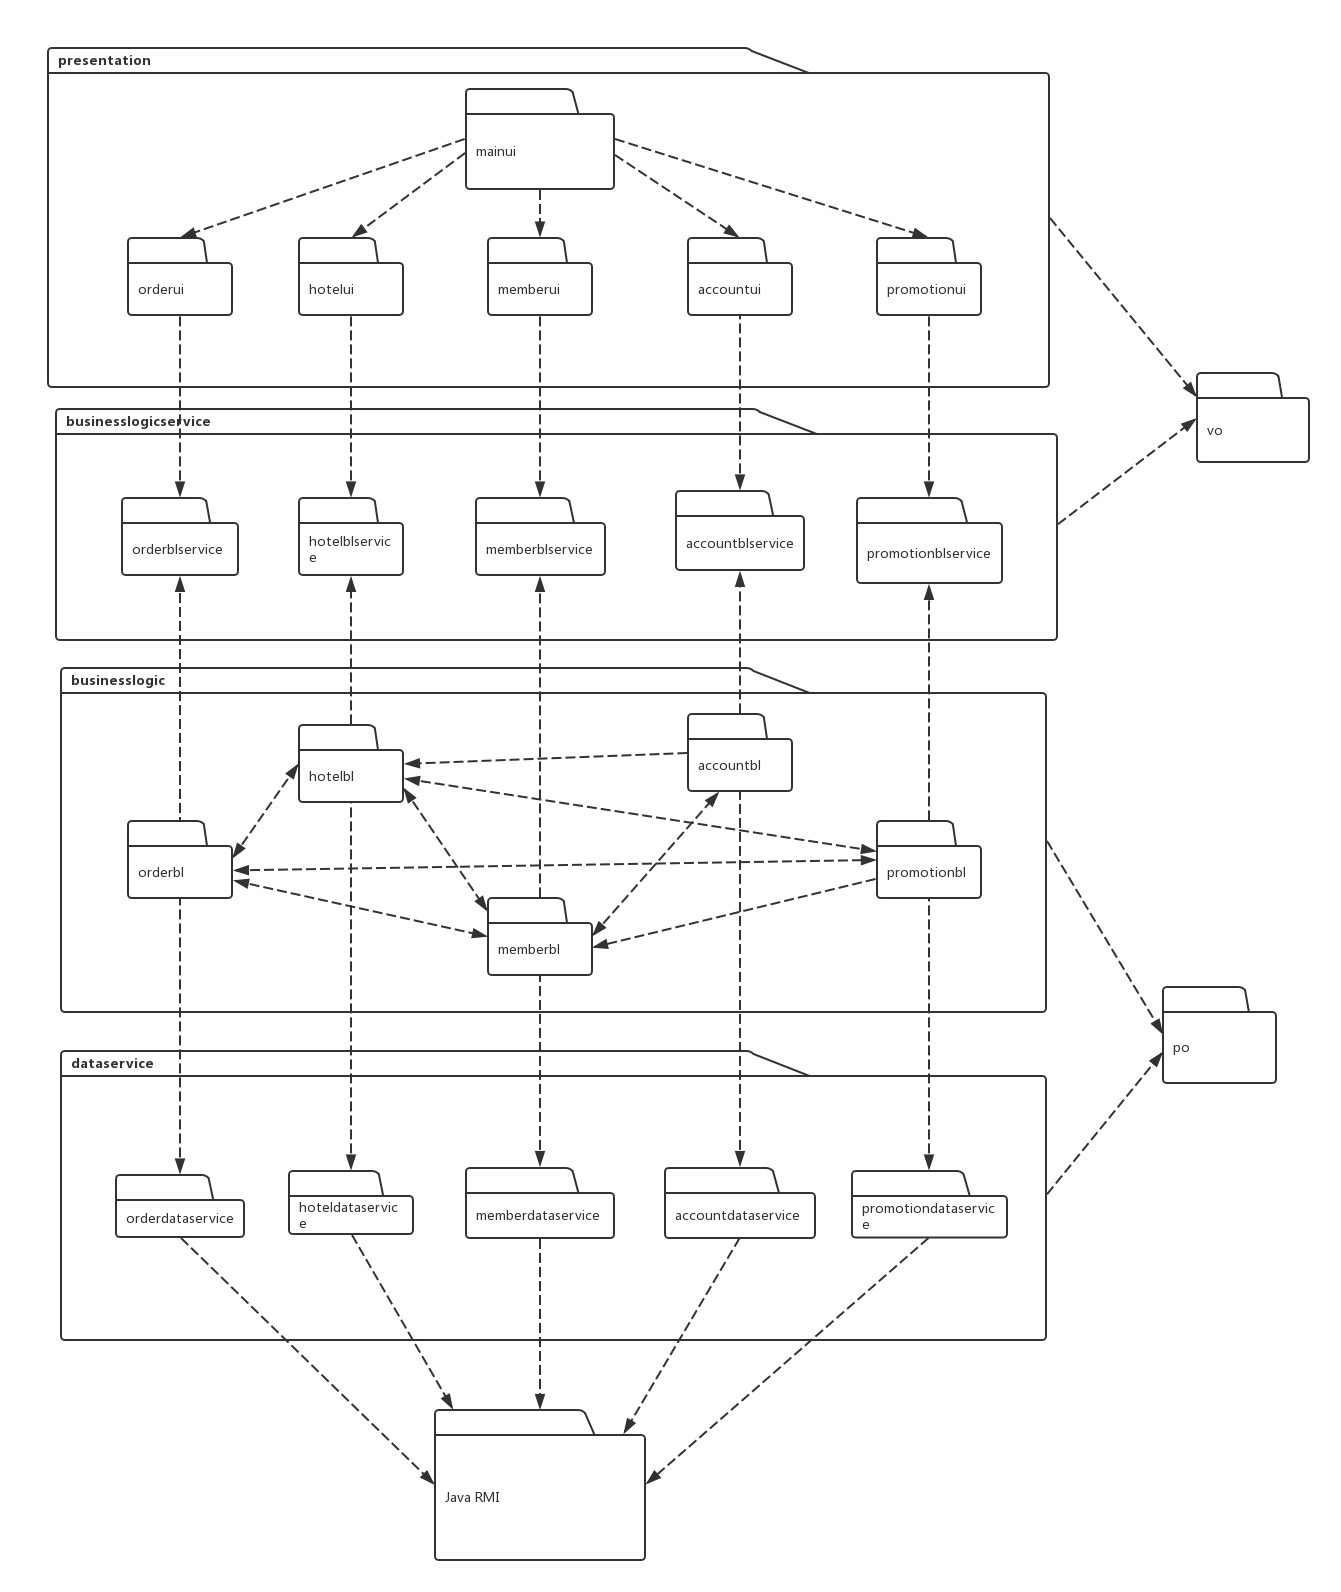 presentation
mainui
orderui
hotelui
memberui
accountui
promotionui
vo
businesslogicservice
orderblservice
hotelblservic
e
memberblservice
accountblservice
promotionblservice
businesslogic
hotelbl
accountbl
orderbl
promotionbl
memberbl
po
dataservice
orderdataservice
hoteldataservic
e
memberdataservice
accountdataservice
promotiondataservic
e
Java RMI